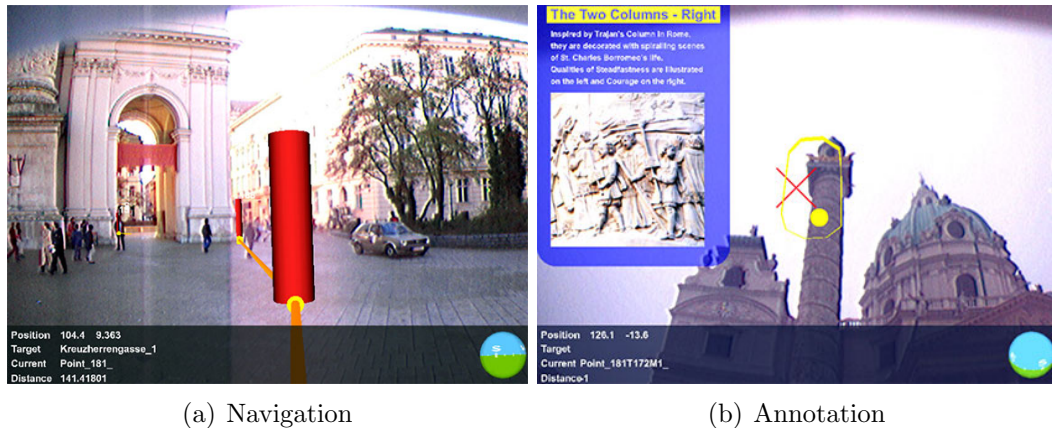 The Two Columns - Right
Inspired by Trajan's Column in Rome,
they are decorated with spiralling scenes
of St. Charles Borromeo's life.
Qualities of Steadfastness are illustrated
on the left and Courage on the right.
Position 104.4 9.363
Target Kreuzherrengasse_1
Current Point_181_
Distance 141.41801
S
Position 126.1 -13.6
Target
Current Point_181T172M1_
Distance-1
(a) Navigation
(b) Annotation